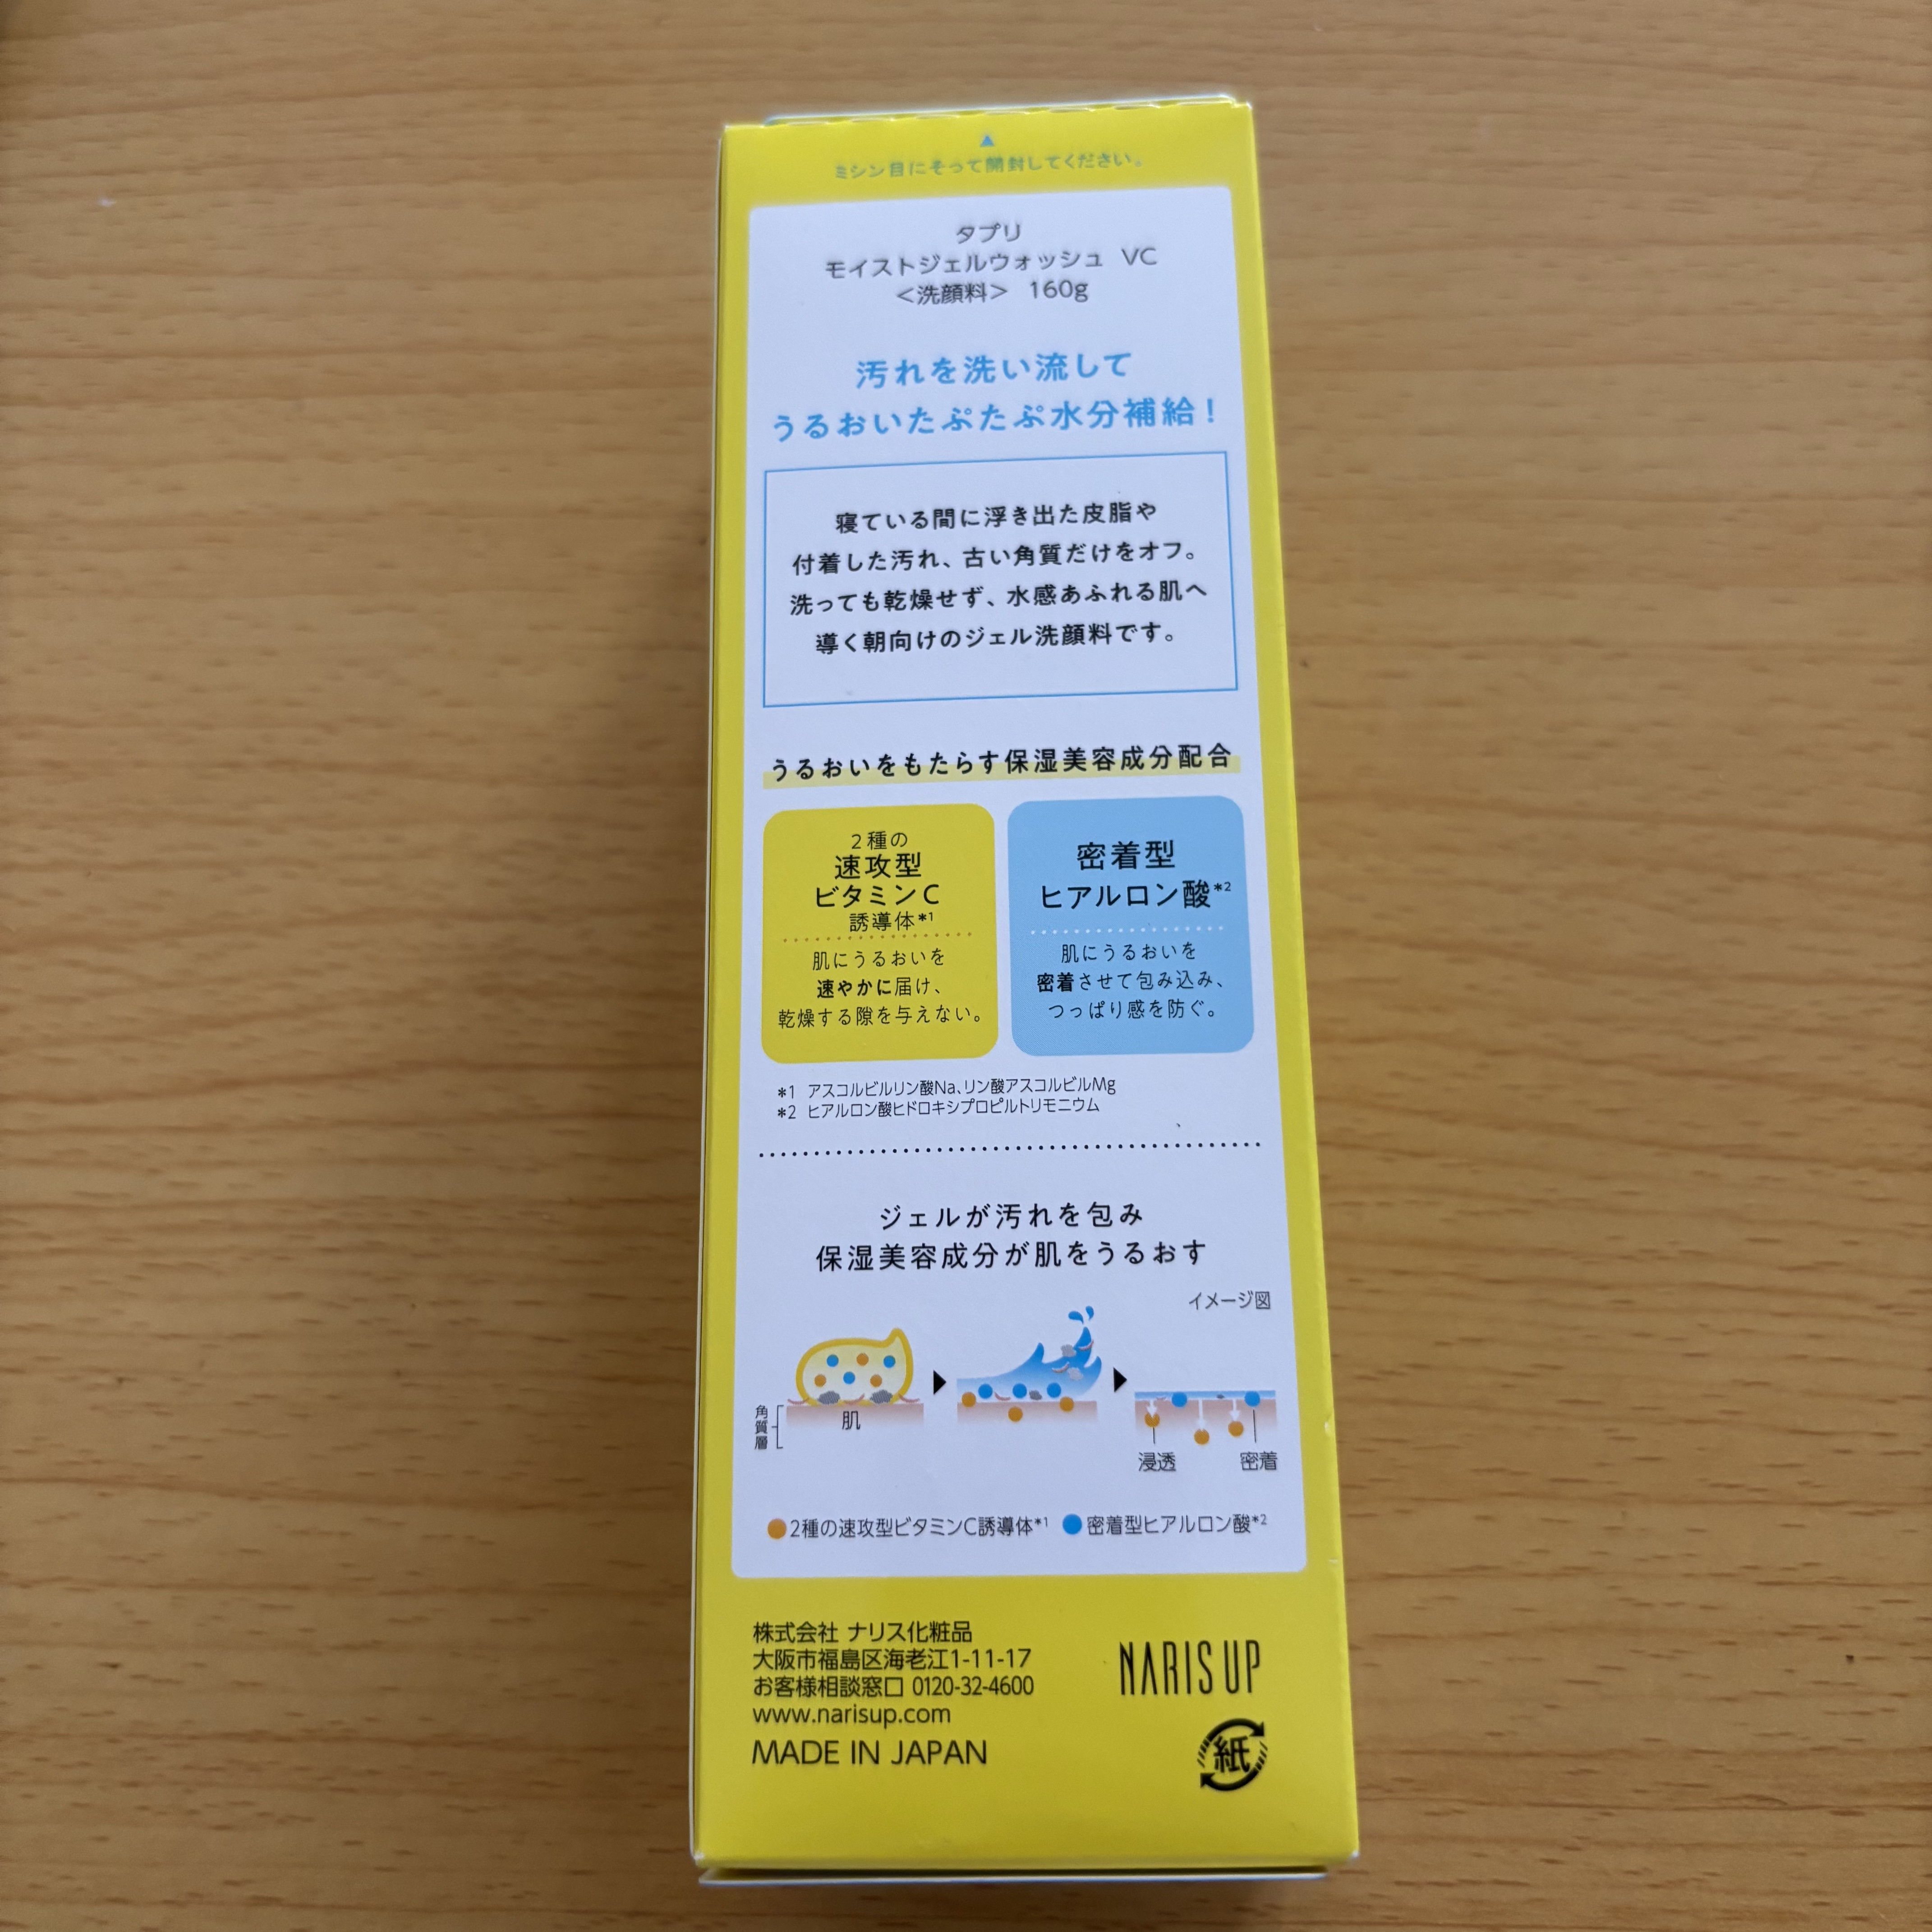 ミシン目にそって開封してください。
タプリ
モイストジェルウォッシュ VC
＜洗顔料＞ 160g
汚れを洗い流して
うるおいたぷたぷ水分補給！
寝ている間に浮き出た皮脂や
付着した汚れ、古い角質だけをオフ。
洗っても乾燥せず、水感あふれる肌へ
導く朝向けのジェル洗顔料です。
うるおいをもたらす保湿美容成分配合
2種の
速攻型
ビタミンC
誘導体*1
肌にうるおいを
速やかに届け、
乾燥する隙を与えない。
密着型
ヒアルロン酸*2
肌にうるおいを
密着させて包み込み、
つっぱり感を防ぐ。
*1 アスコルビルリン酸Na、リン酸アスコルビルMg
*2 ヒアルロン酸ヒドロキシプロピルトリモニウム
ジェルが汚れを包み
保湿美容成分が肌をうるおす
イメージ図
角質層
肌
浸透
密着
2種の速攻型ビタミンC誘導体*1 密着型ヒアルロン酸*2
株式会社 ナリス化粧品
大阪市福島区海老江1-11-17
お客様相談窓口 0120-32-4600
www.narisup.com
MADE IN JAPAN
NARIS UP
紙